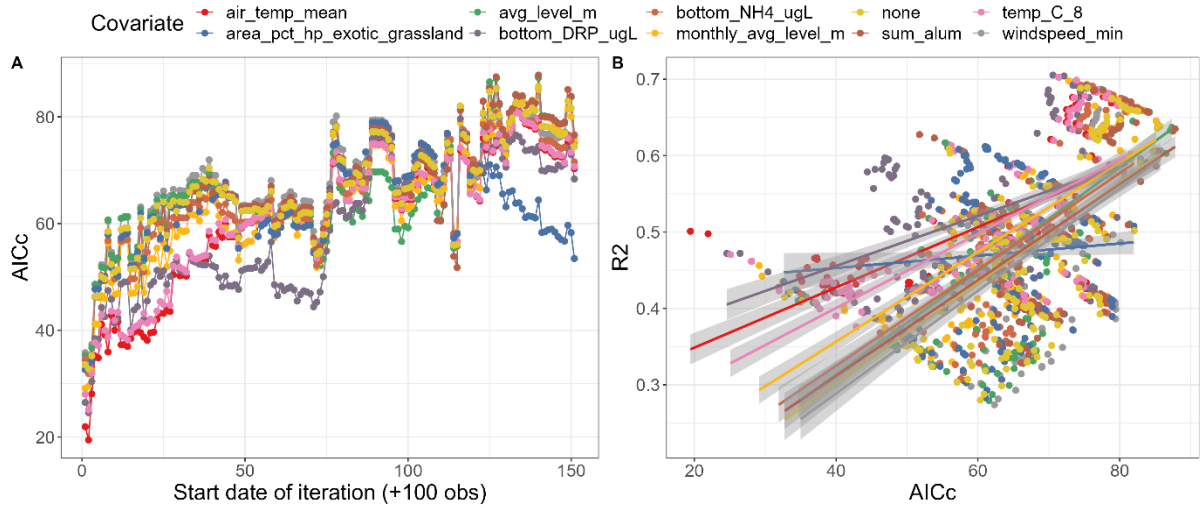 Covariate
air_temp_mean avg_level_m bottom_NH4_ugL none temp_C_8
area_pct_hp_exotic_grassland bottom_DRP_ugL monthly_avg_level_m sum_alum windspeed_min
A
80
60
40
20
AICc
0 50 100 150
Start date of iteration (+100 obs)
B
0.7
0.6
0.5
0.4
0.3
R2
20 40 60 80
AICc